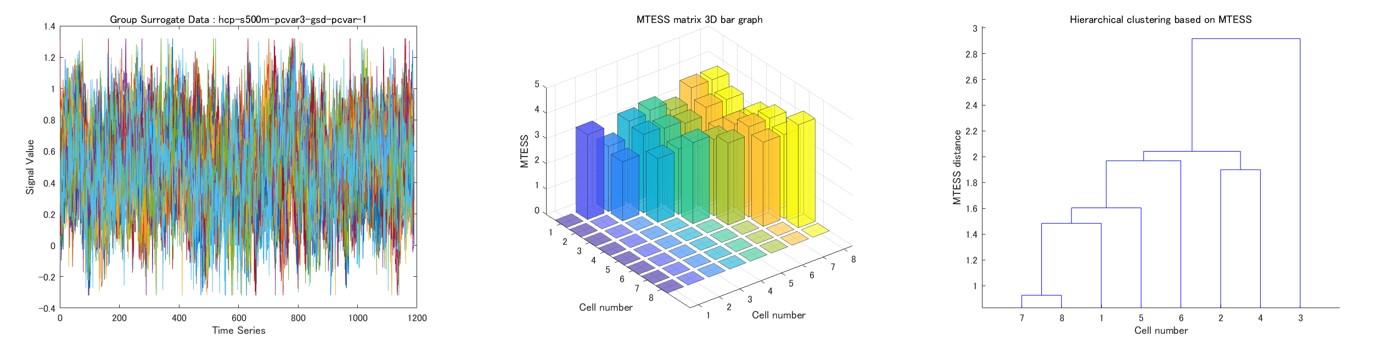 Group Surrogate Data : hcp-s500m-pcvar3-gsd-pcvar-1
Signal Value
1.4
1.2
1
0.8
0.6
0.4
0.2
0
-0.2
-0.4
0 200 400 600 800 1000 1200
Time Series
MTESS matrix 3D bar graph
MTESS
5
4
3
2
1
0
1 2 3 4 5 6 7 8
Cell number
1 2 3 4 5 6 7 8
Cell number
Hierarchical clustering based on MTESS
MTESS distance
3
2.8
2.6
2.4
2.2
2
1.8
1.6
1.4
1.2
1
7 8 1 5 6 2 4 3
Cell number